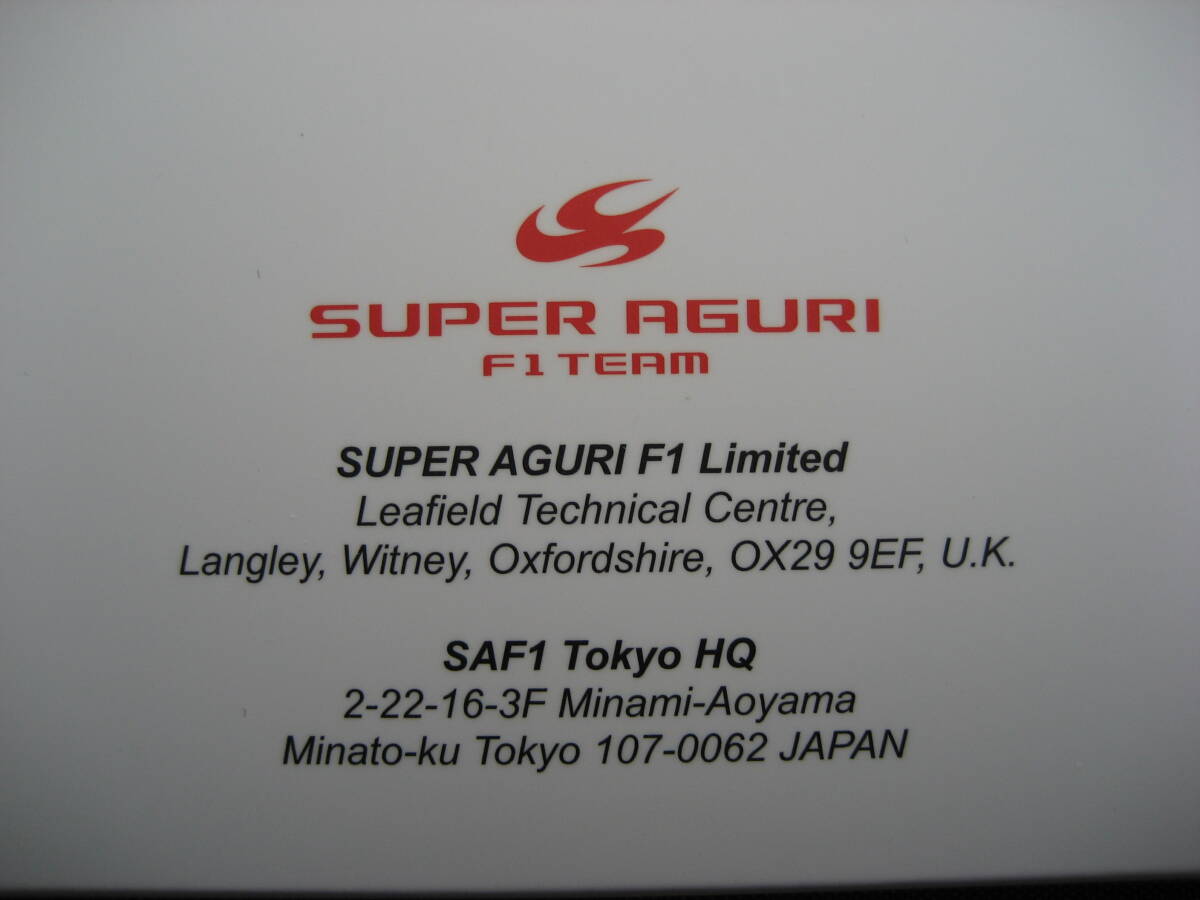 SUPER AGURI
F1 TEAM
SUPER AGURI F1 Limited
Leafield Technical Centre,
Langley, Witney, Oxfordshire, OX29 9EF, U.K.
SAF1 Tokyo HQ
2-22-16-3F Minami-Aoyama
Minato-ku Tokyo 107-0062 JAPAN